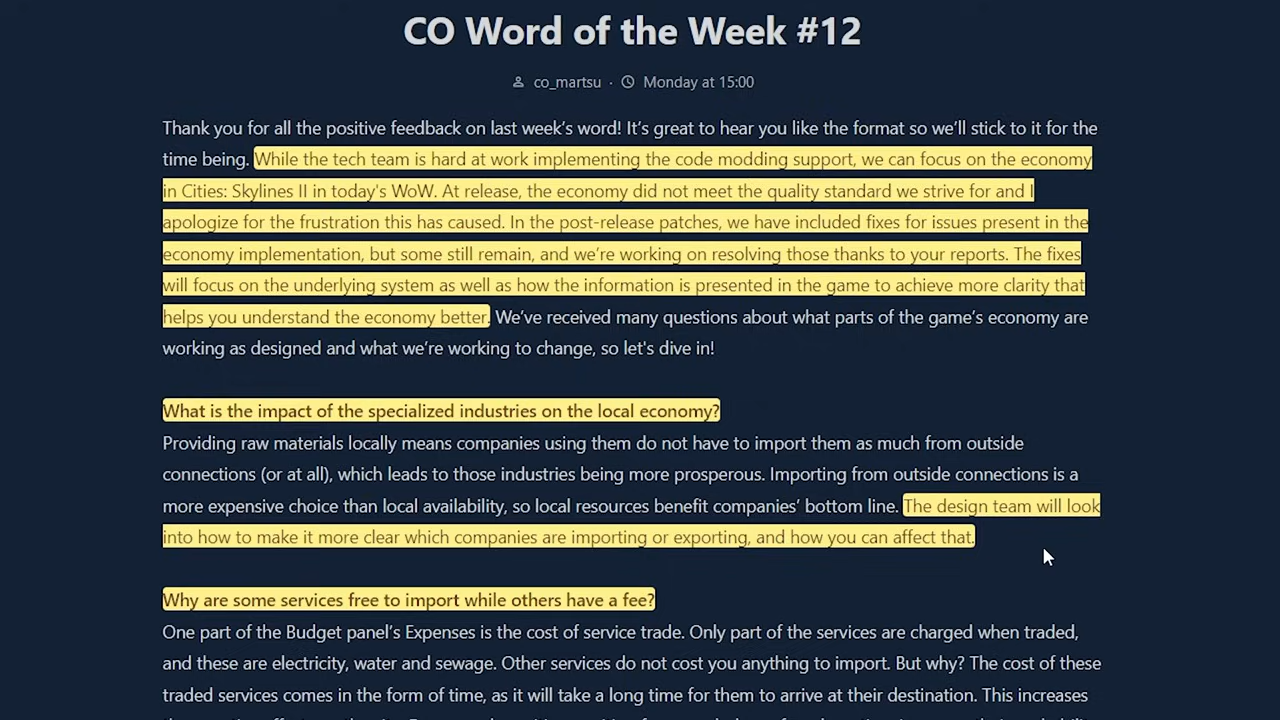 CO Word of the Week #12
co_martsu · Monday at 15:00
Thank you for all the positive feedback on last week’s word! It’s great to hear you like the format so we’ll stick to it for the
time being. While the tech team is hard at work implementing the code modding support, we can focus on the economy
in Cities: Skylines II in today's WoW. At release, the economy did not meet the quality standard we strive for and I
apologize for the frustration this has caused. In the post-release patches, we have included fixes for issues present in the
economy implementation, but some still remain, and we’re working on resolving those thanks to your reports. The fixes
will focus on the underlying system as well as how the information is presented in the game to achieve more clarity that
helps you understand the economy better. We’ve received many questions about what parts of the game’s economy are
working as designed and what we’re working to change, so let's dive in!
What is the impact of the specialized industries on the local economy?
Providing raw materials locally means companies using them do not have to import them as much from outside
connections (or at all), which leads to those industries being more prosperous. Importing from outside connections is a
more expensive choice than local availability, so local resources benefit companies’ bottom line. The design team will look
into how to make it more clear which companies are importing or exporting, and how you can affect that.
Why are some services free to import while others have a fee?
One part of the Budget panel’s Expenses is the cost of service trade. Only part of the services are charged when traded,
and these are electricity, water and sewage. Other services do not cost you anything to import. But why? The cost of these
traded services comes in the form of time, as it will take a long time for them to arrive at their destination. This increases